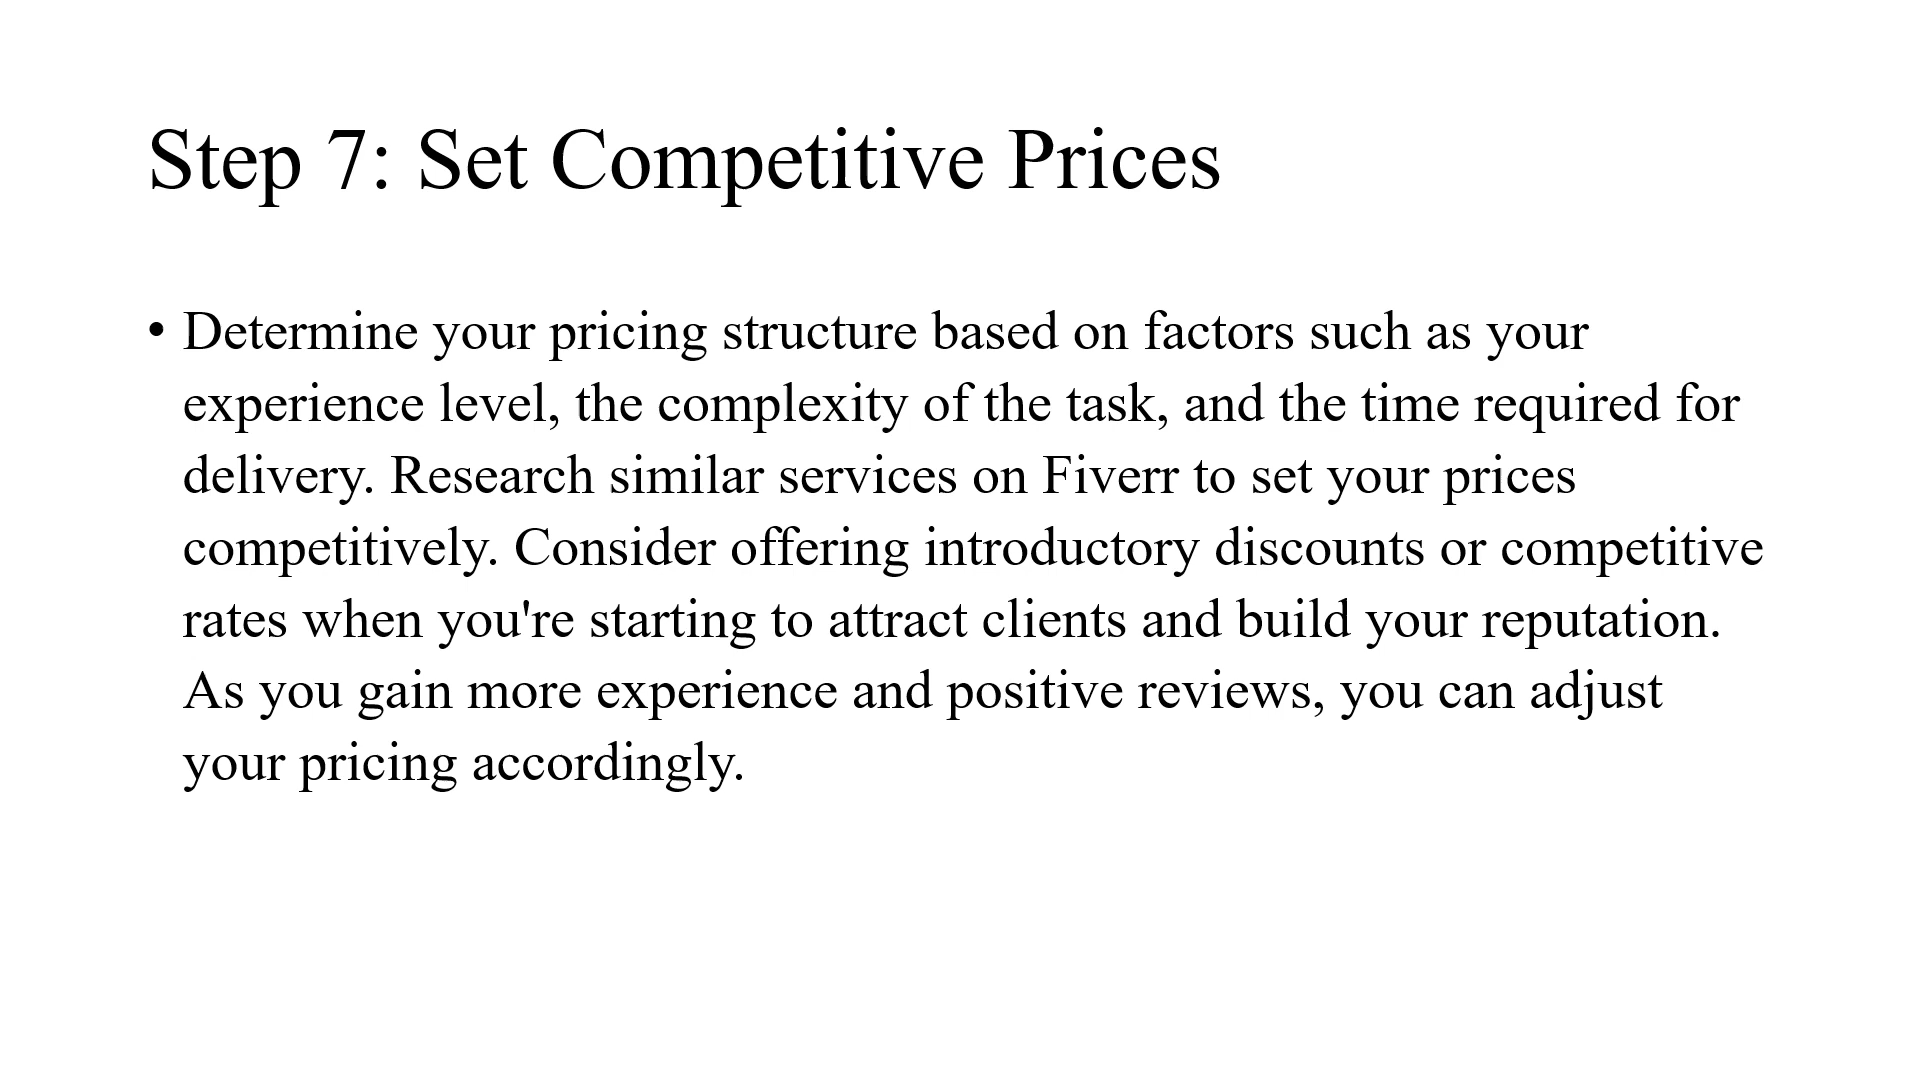 Step 7: Set Competitive Prices
• Determine your pricing structure based on factors such as your
experience level, the complexity of the task, and the time required for
delivery. Research similar services on Fiverr to set your prices
competitively. Consider offering introductory discounts or competitive
rates when you're starting to attract clients and build your reputation.
As you gain more experience and positive reviews, you can adjust
your pricing accordingly.